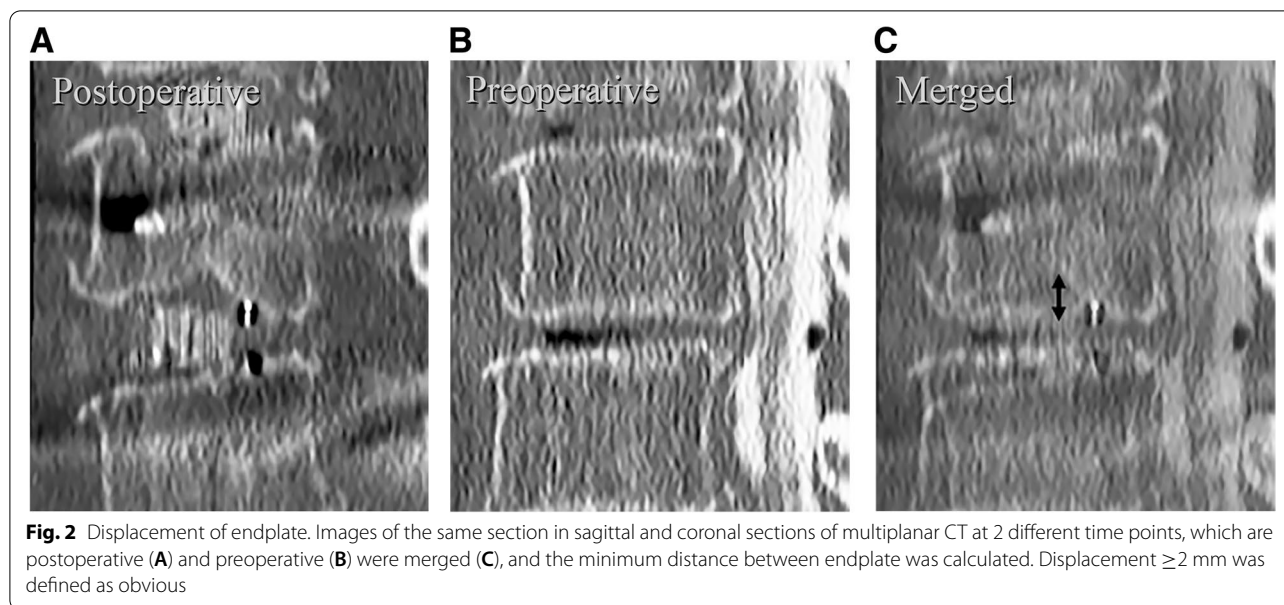 A
B
C
Postoperative
Preoperative
Merged
Fig. 2 Displacement of endplate. Images of the same section in sagittal and coronal sections of multiplanar CT at 2 different time points, which are
postoperative (A) and preoperative (B) were merged (C), and the minimum distance between endplate was calculated. Displacement ≥2 mm was
defined as obvious